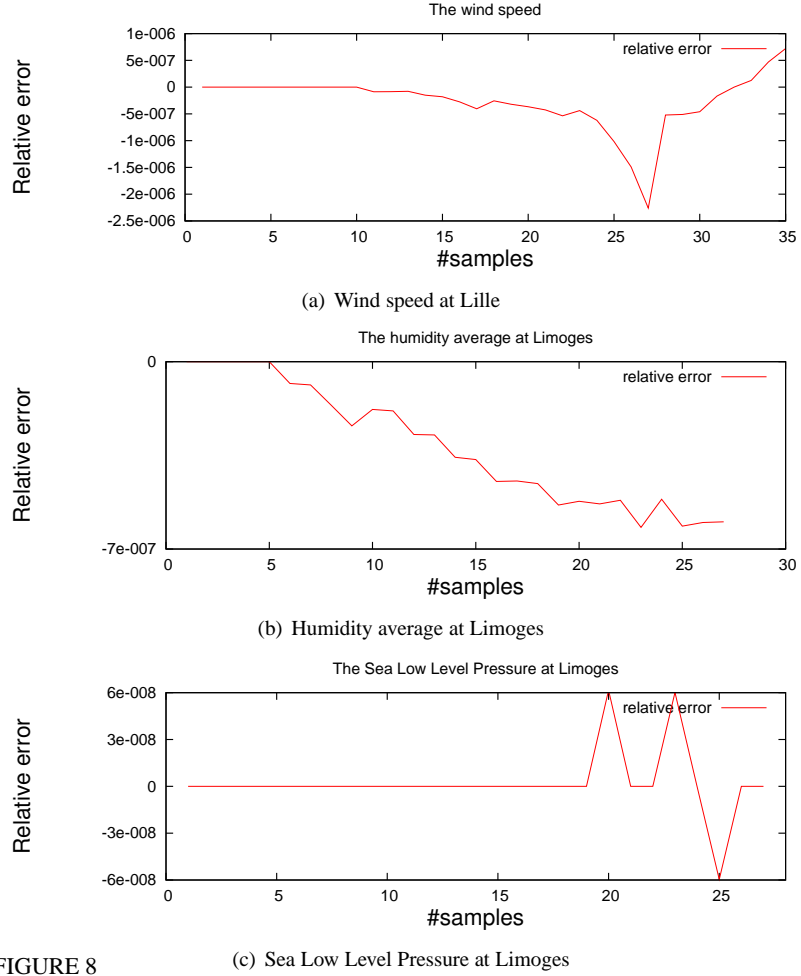 The wind speed
1e-006
5e-007
0
-5e-007
-1e-006
-1.5e-006
-2e-006
-2.5e-006
Relative error
relative error
0 5 10 15 20 25 30 35
#samples
(a) Wind speed at Lille
The humidity average at Limoges
0
-7e-007
Relative error
relative error
0 5 10 15 20 25 30
#samples
(b) Humidity average at Limoges
The Sea Low Level Pressure at Limoges
6e-008
3e-008
0
-3e-008
-6e-008
Relative error
relative error
0 5 10 15 20 25
#samples
(c) Sea Low Level Pressure at Limoges
FIGURE 8